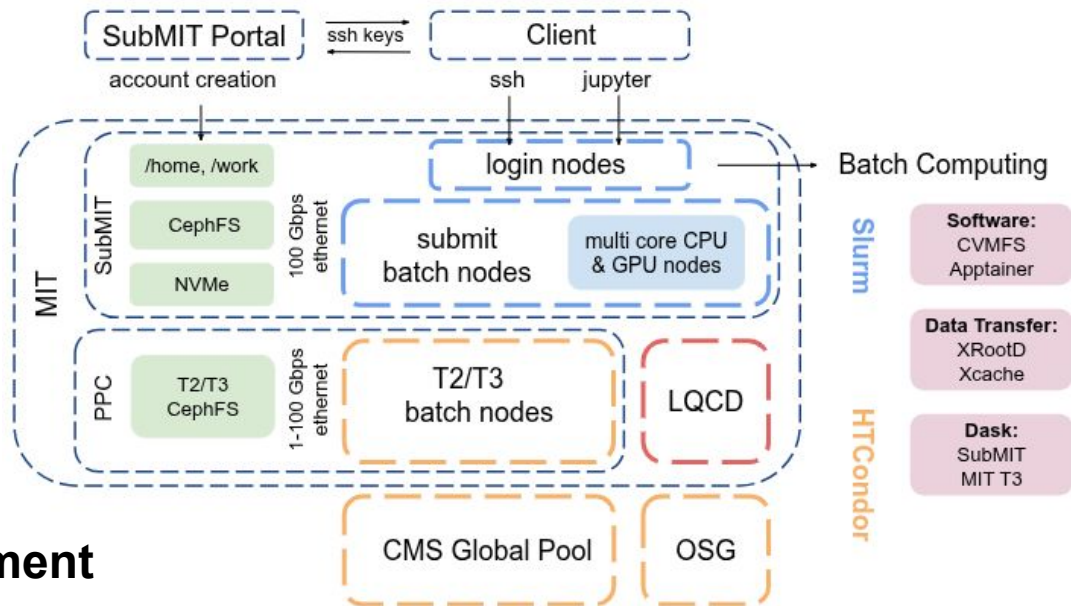 SubMIT Portal
ssh keys
Client
account creation
ssh
jupyter
MIT
SubMIT
/home, /work
CephFS
NVMe
100 Gbps
ethernet
login nodes
submit
batch nodes
multi core CPU
& GPU nodes
Batch Computing
Slurm
HTCondor
Software:
CVMFS
Apptainer
Data Transfer:
XRootD
Xcache
Dask:
SubMIT
MIT T3
PPC
T2/T3
CephFS
1-100 Gbps
ethernet
T2/T3
batch nodes
LQCD
CMS Global Pool
OSG
ment